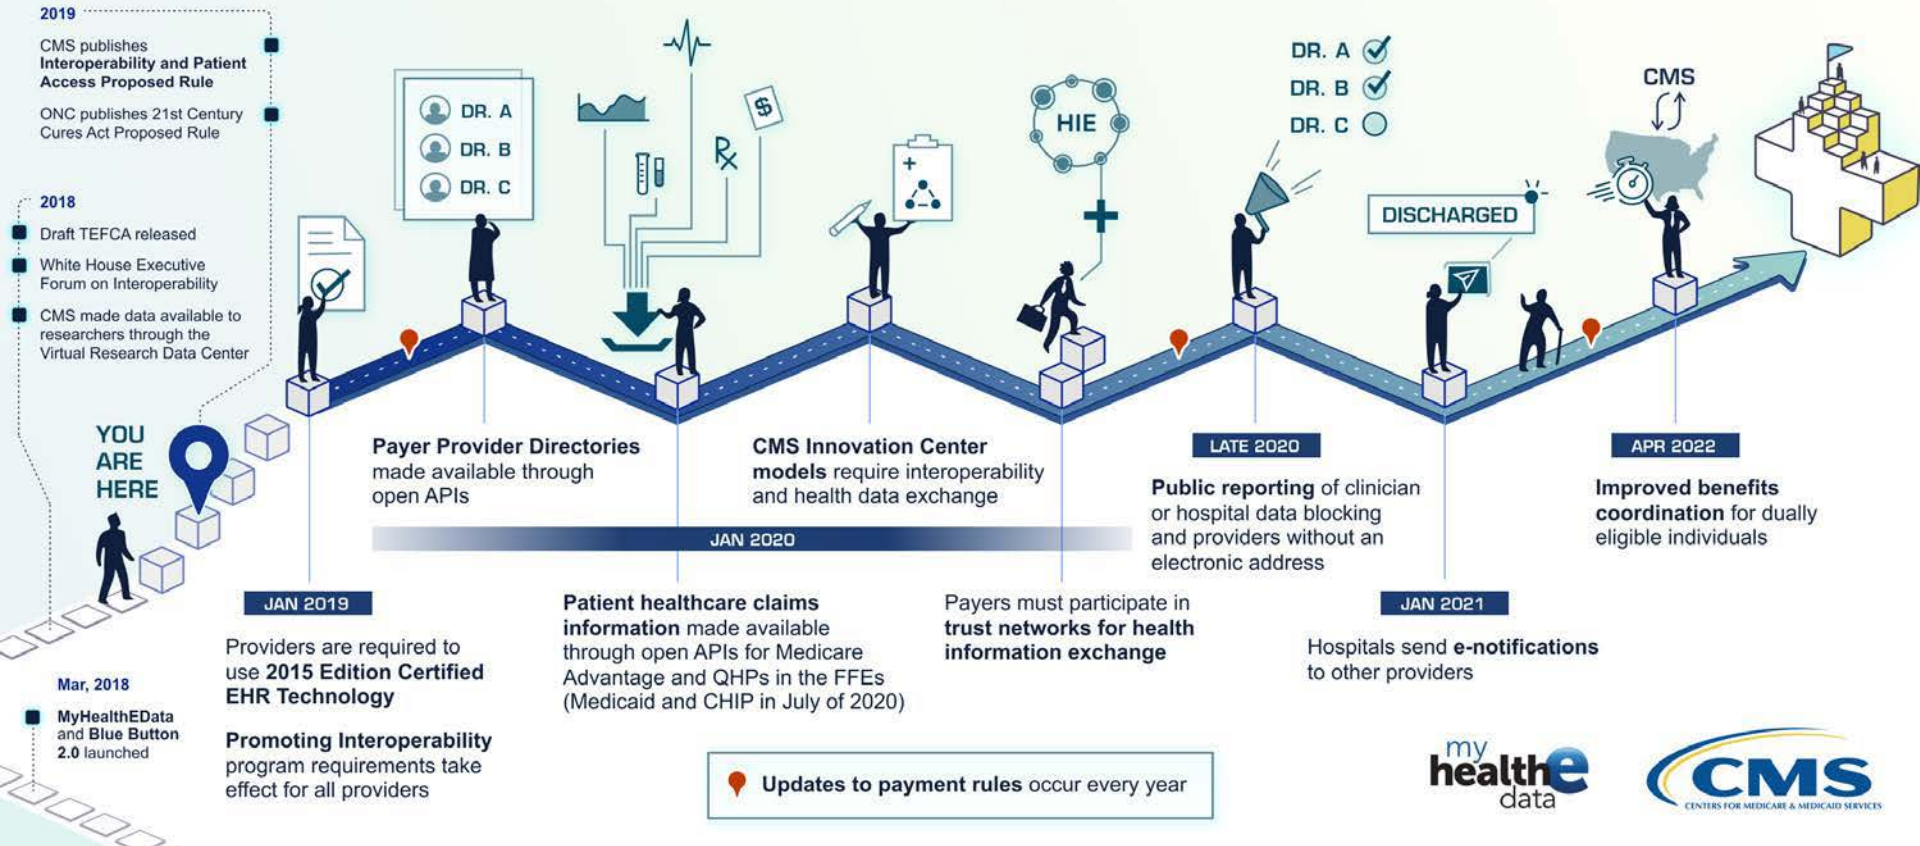 2019
CMS publishes
Interoperability and Patient
Access Proposed Rule
ONC publishes 21st Century
Cures Act Proposed Rule
2018
Draft TEFCA released
White House Executive
Forum on Interoperability
CMS made data available to
researchers through the
Virtual Research Data Center
YOU
ARE
HERE
Mar, 2018
MyHealthEData
and Blue Button
2.0 launched
JAN 2019
Providers are required to
use 2015 Edition Certified
EHR Technology
Promoting Interoperability
program requirements take
effect for all providers
DR. A
DR. B
DR. C
Payer Provider Directories
made available through
open APIs
$
Rx
JAN 2020
Patient healthcare claims
information made available
through open APIs for Medicare
Advantage and QHPs in the FFEs
(Medicaid and CHIP in July of 2020)
CMS Innovation Center
models require interoperability
and health data exchange
HIE
Payers must participate in
trust networks for health
information exchange
DR. A
DR. B
DR. C
LATE 2020
Public reporting of clinician
or hospital data blocking
and providers without an
electronic address
DISCHARGED
JAN 2021
Hospitals send e-notifications
to other providers
CMS
APR 2022
Improved benefits
coordination for dually
eligible individuals
Updates to payment rules occur every year
my
healthe
data
CMS
CENTERS FOR MEDICARE & MEDICAID SERVICES